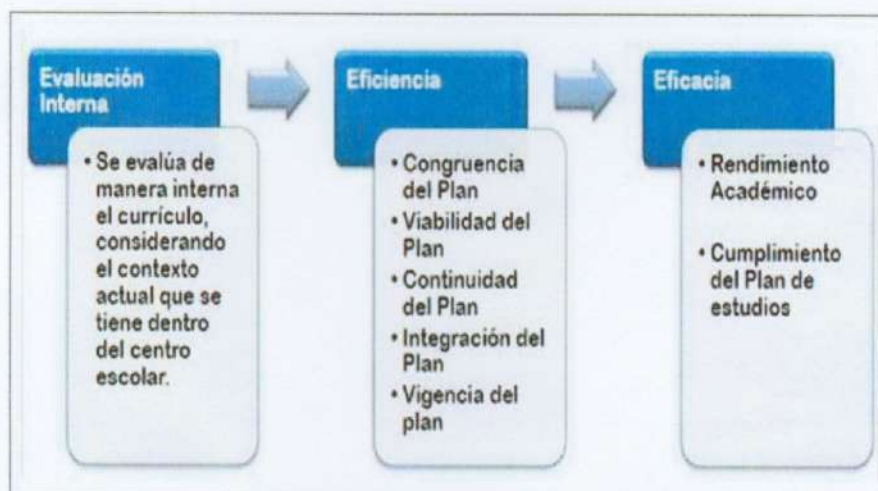 Evaluación
Interna
• Se evalúa de
manera interna
el currículo,
considerando
el contexto
actual que se
tiene dentro
del centro
escolar.
Eficiencia
• Congruencia
del Plan
• Viabilidad del
Plan
• Continuidad
del Plan
• Integración del
Plan
• Vigencia del
plan
Eficacia
• Rendimiento
Académico
• Cumplimiento
del Plan de
estudios